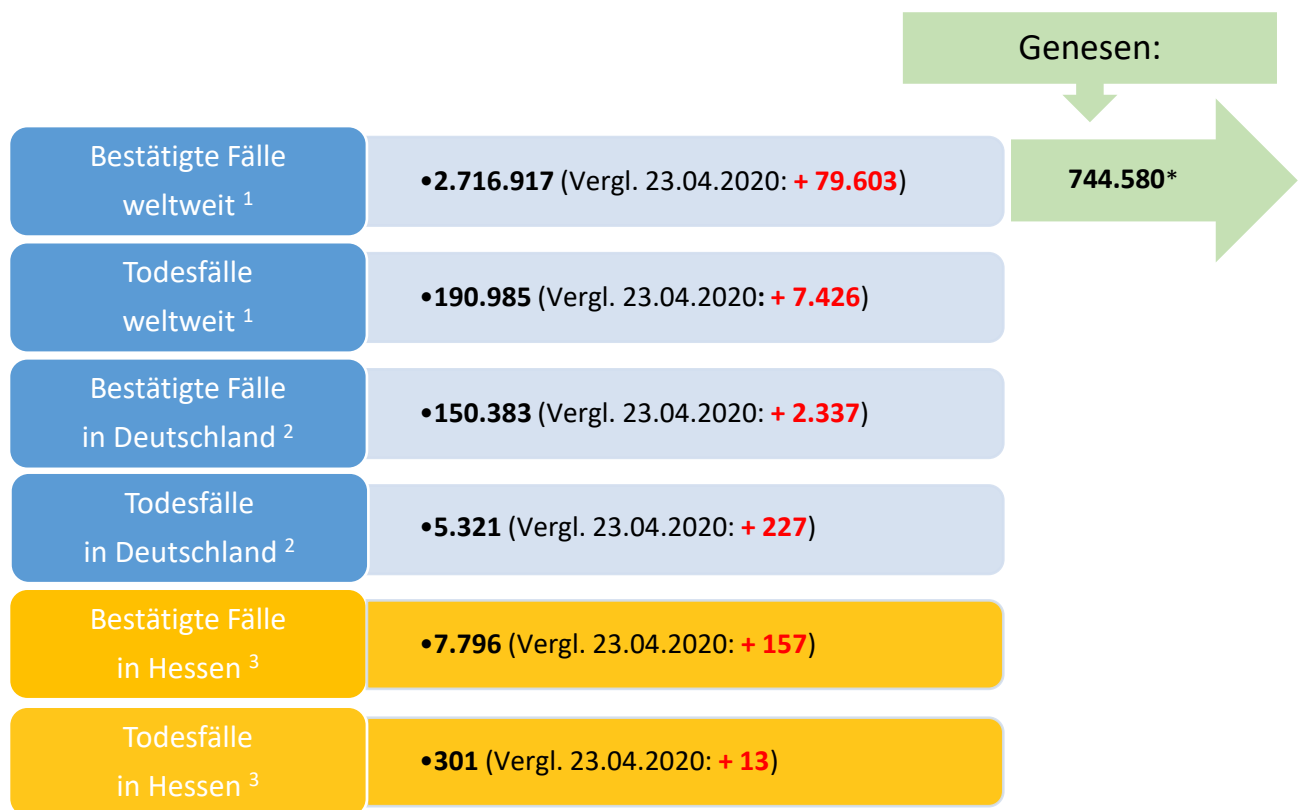 Genesen:
Bestätigte Fälle
weltweit ¹
•2.716.917 (Vergl. 23.04.2020: + 79.603)
744.580*
Todesfälle
weltweit ¹
•190.985 (Vergl. 23.04.2020: + 7.426)
Bestätigte Fälle
in Deutschland ²
•150.383 (Vergl. 23.04.2020: + 2.337)
Todesfälle
in Deutschland ²
•5.321 (Vergl. 23.04.2020: + 227)
Bestätigte Fälle
in Hessen ³
•7.796 (Vergl. 23.04.2020: + 157)
Todesfälle
in Hessen ³
•301 (Vergl. 23.04.2020: + 13)